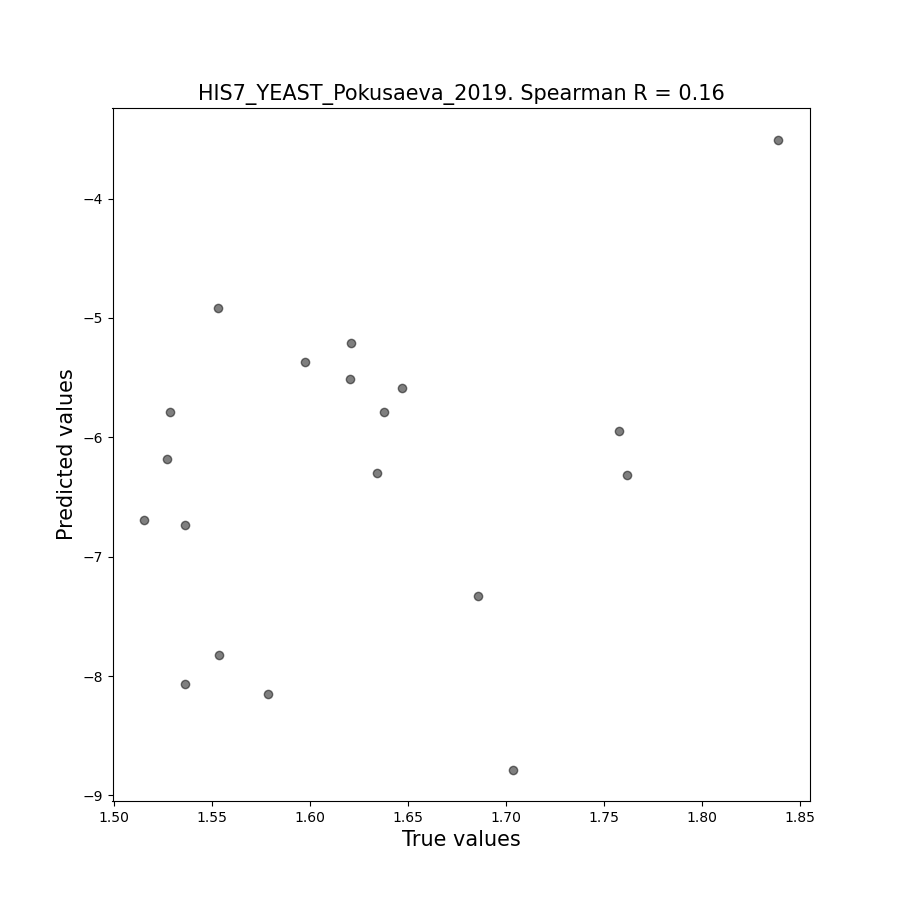 HIS7_YEAST_Pokusaeva_2019. Spearman R = 0.16
−4
−5
−6
−7
−8
−9
Predicted values
1.50 1.55 1.60 1.65 1.70 1.75 1.80 1.85
True values